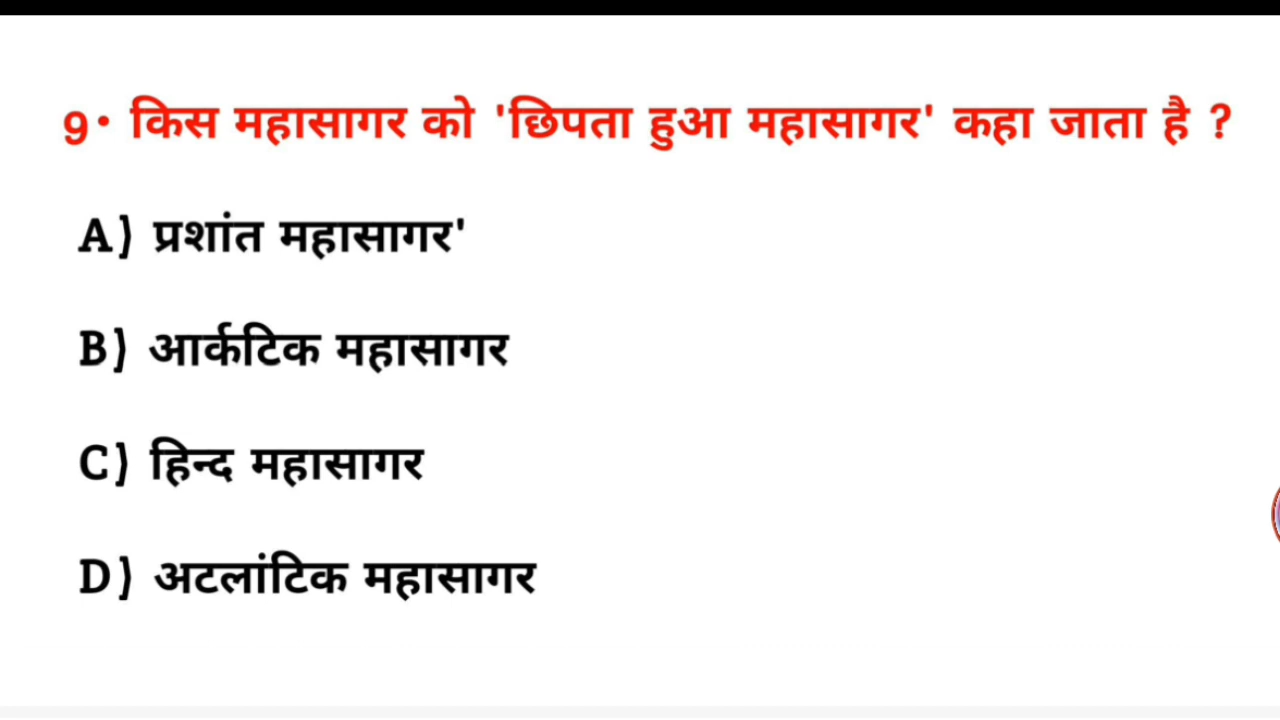 9• किस महासागर को 'छिपता हुआ महासागर' कहा जाता है ?
A) प्रशांत महासागर'
B) आर्कटिक महासागर
C) हिन्द महासागर
D) अटलांटिक महासागर